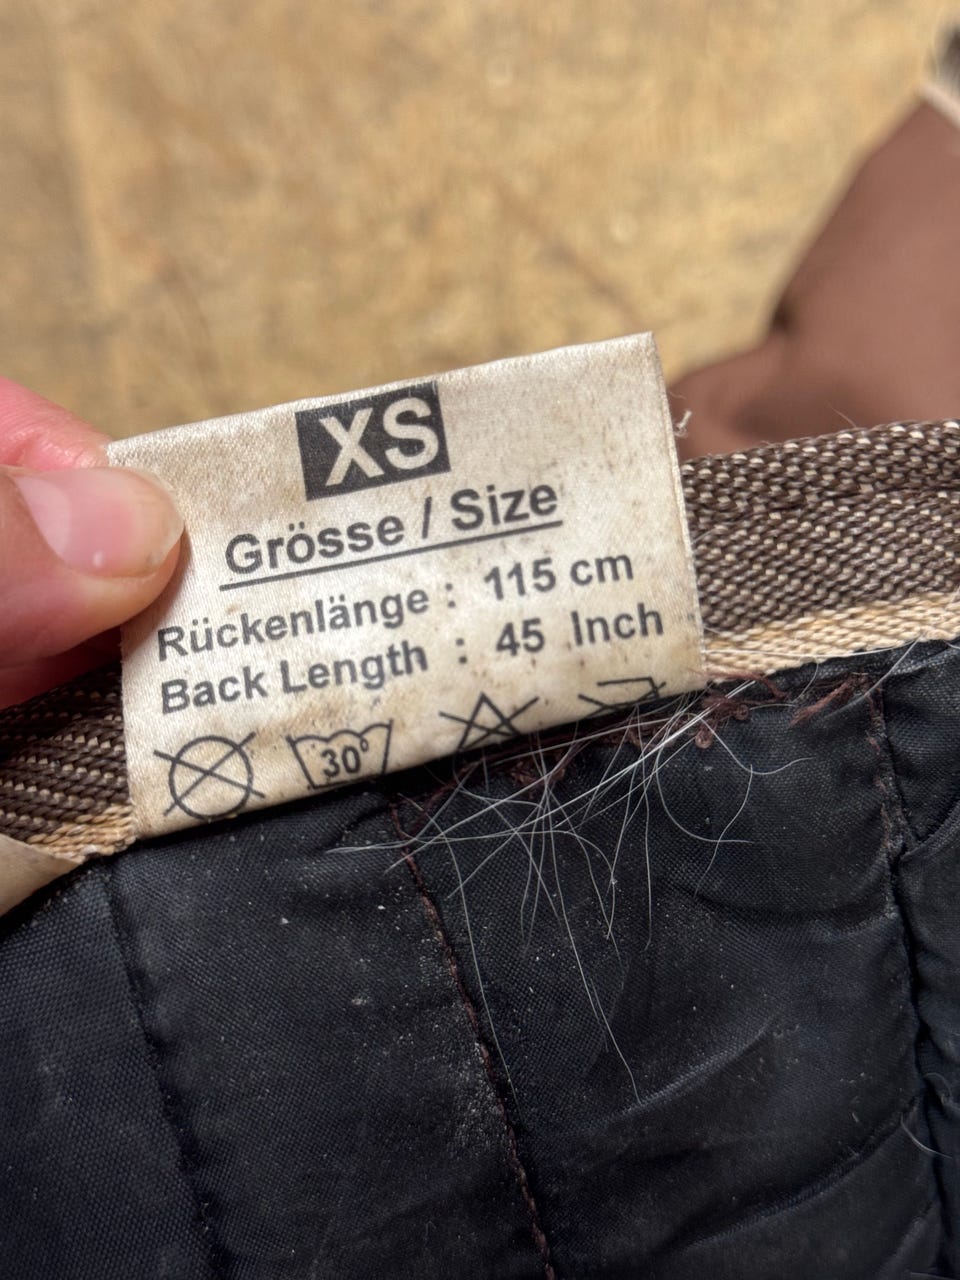 XS
Grösse / Size
Rückenlänge : 115 cm
Back Length : 45 Inch
30°